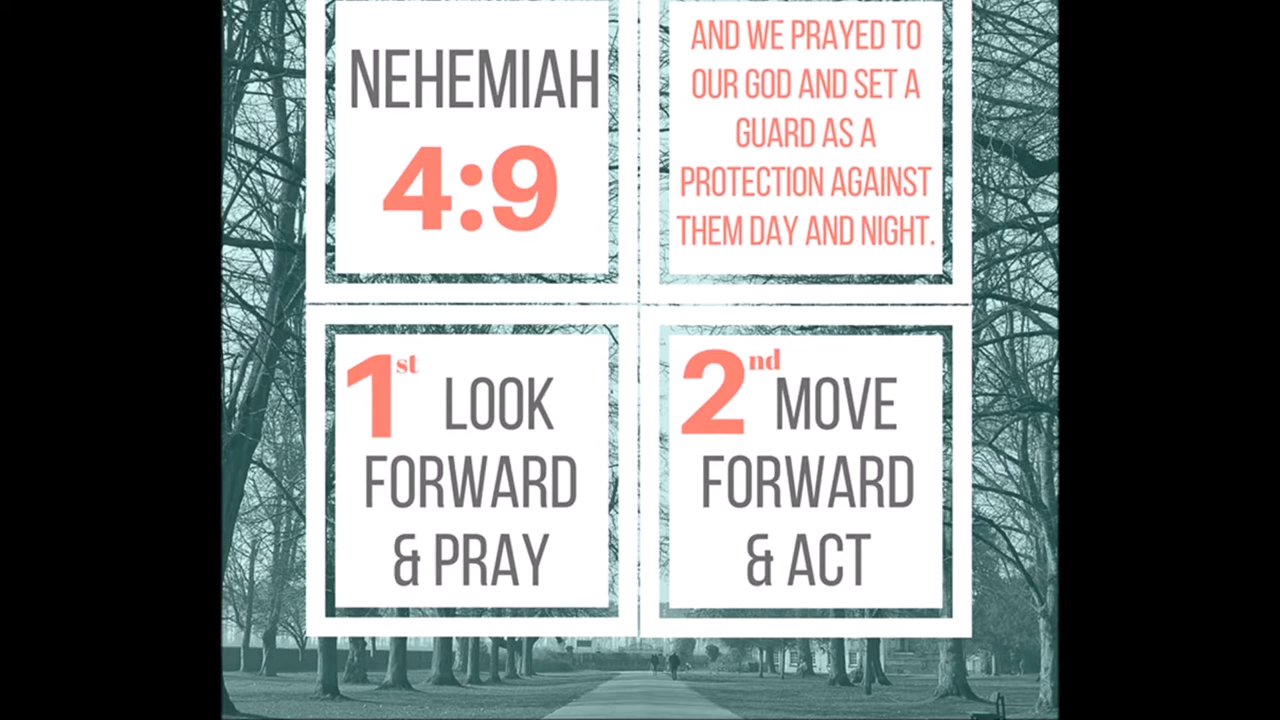 NEHEMIAH
4:9
AND WE PRAYED TO
OUR GOD AND SET A
GUARD AS A
PROTECTION AGAINST
THEM DAY AND NIGHT.
1st LOOK
FORWARD
& PRAY
2nd MOVE
FORWARD
& ACT